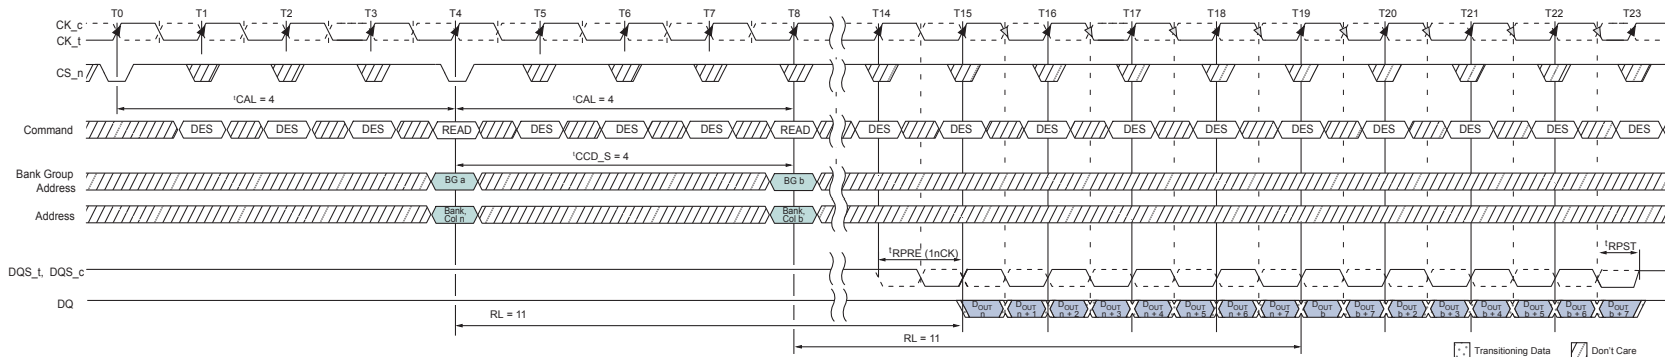 T0 T1 T2 T3 T4 T5 T6 T7 T8 T14 T15 T16 T17 T18 T19 T20 T21 T22 T23
CK_c
CK_t
CS_n
tCAL = 4 tCAL = 4
Command DES DES DES READ DES DES DES READ DES DES DES DES DES DES DES DES DES DES
tCCD_S = 4
Bank Group
Address BG a BG b
Address Bank, Col n Bank, Col b
tRPRE (1nCK) tRPST
DQS_t, DQS_c
DQ DOUT n DOUT n + 1 DOUT n + 2 DOUT n + 3 DOUT n + 4 DOUT n + 5 DOUT n + 6 DOUT n + 7 DOUT b DOUT b + 7 DOUT b + 2 DOUT b + 3 DOUT b + 4 DOUT b + 5 DOUT b + 6 DOUT b + 7
RL = 11
RL = 11
Transitioning Data Don't Care